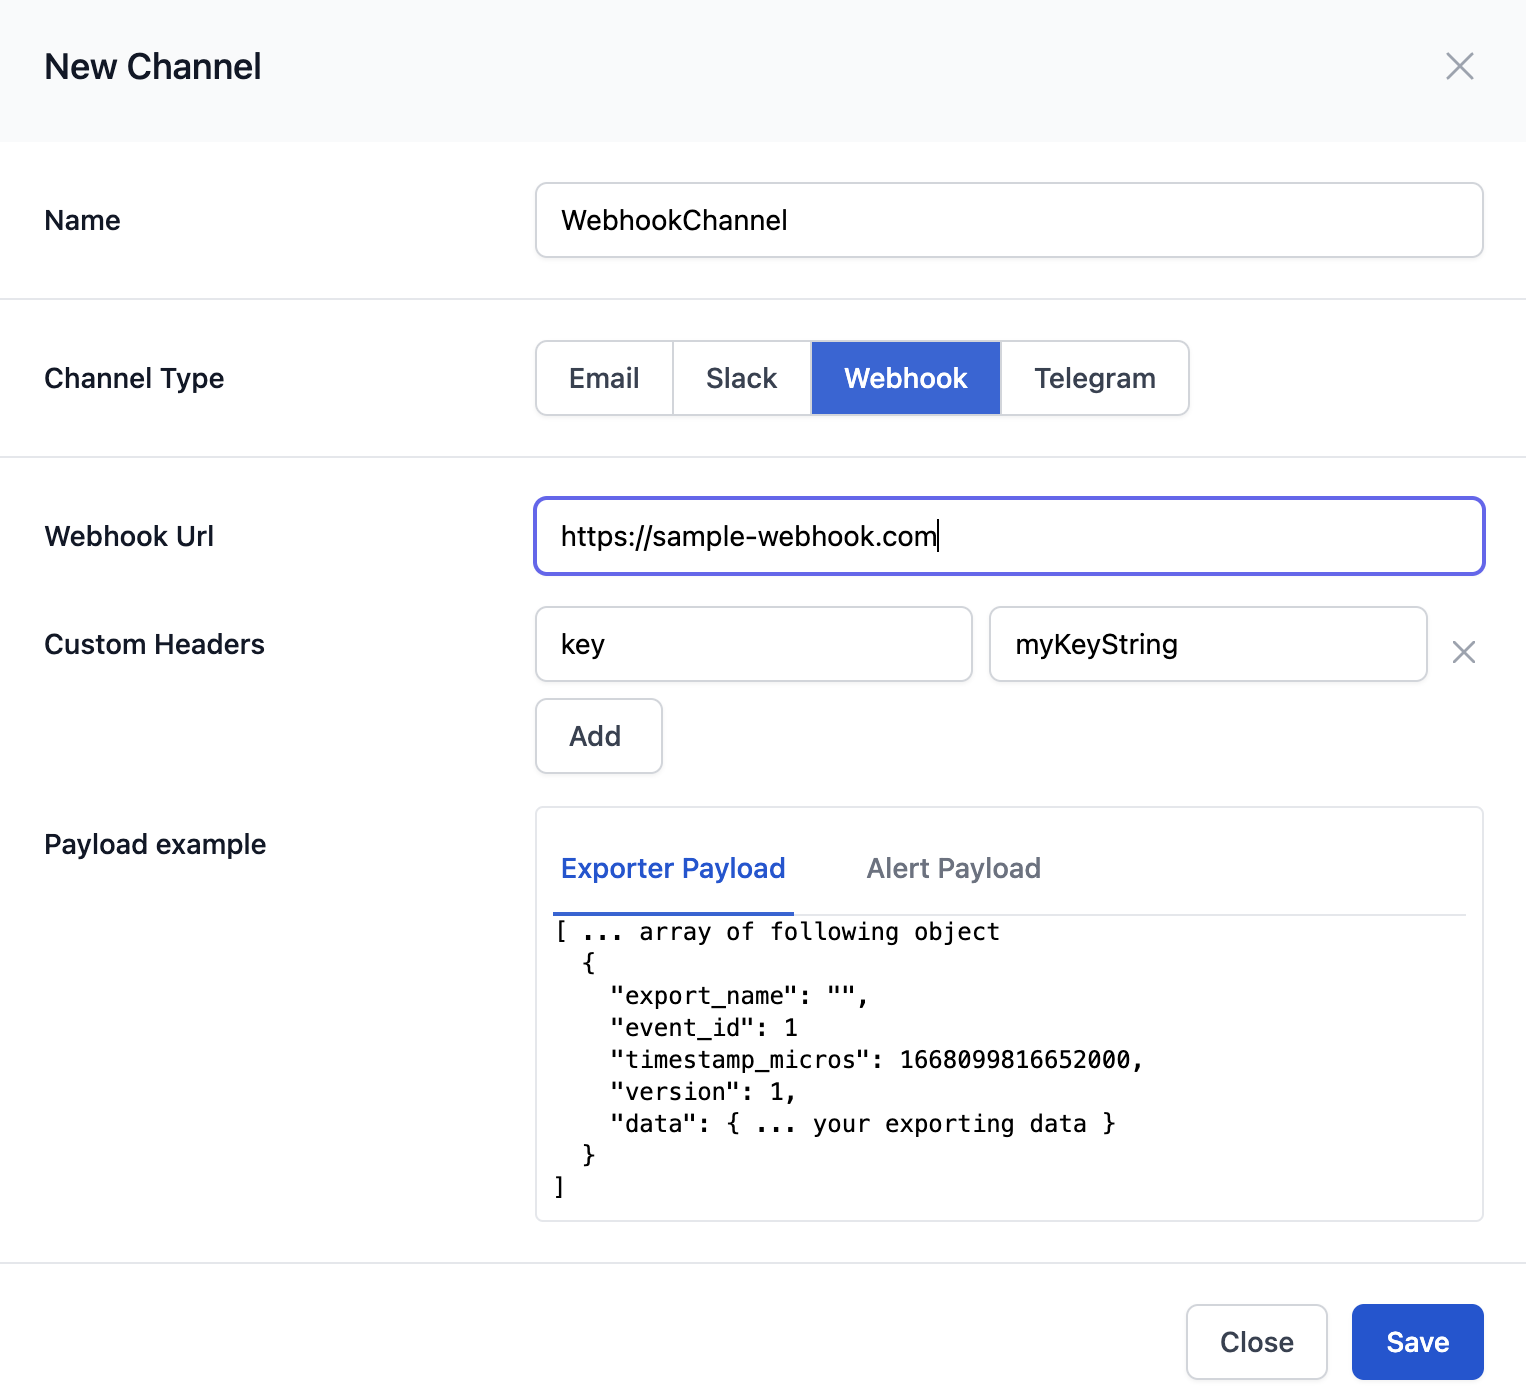 New Channel
Name
WebhookChannel
Channel Type
Email Slack Webhook Telegram
Webhook Url
https://sample-webhook.com
Custom Headers
key
myKeyString
Add
Payload example
Exporter Payload Alert Payload
[ ... array of following object
  {
    "export_name": "",
    "event_id": 1
    "timestamp_micros": 1668099816652000,
    "version": 1,
    "data": { ... your exporting data }
  }
]
Close Save